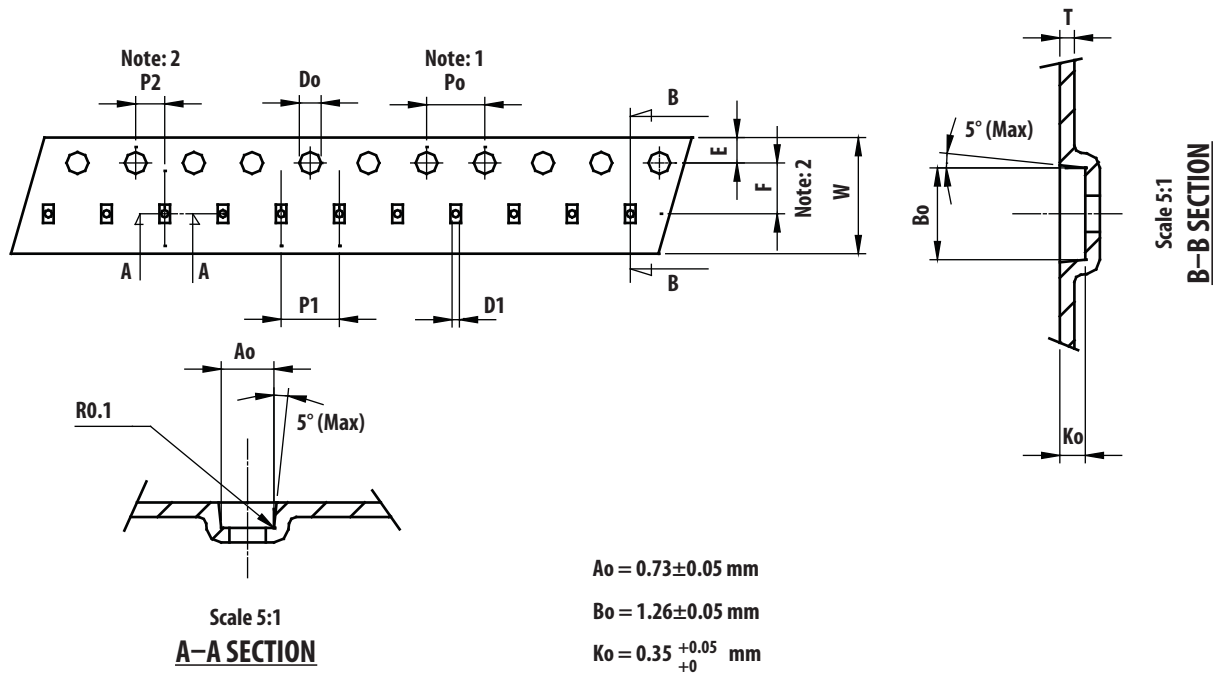 Note: 2
P2
Do
Note: 1
Po
B
E
F
Note: 2
W
A
A
P1
D1
B
T
5° (Max)
Bo
Ko
Scale 5:1
B–B SECTION
Ao
R0.1
5° (Max)
Scale 5:1
A–A SECTION
Ao = 0.73±0.05 mm
Bo = 1.26±0.05 mm
Ko = 0.35 +0.05 +0 mm